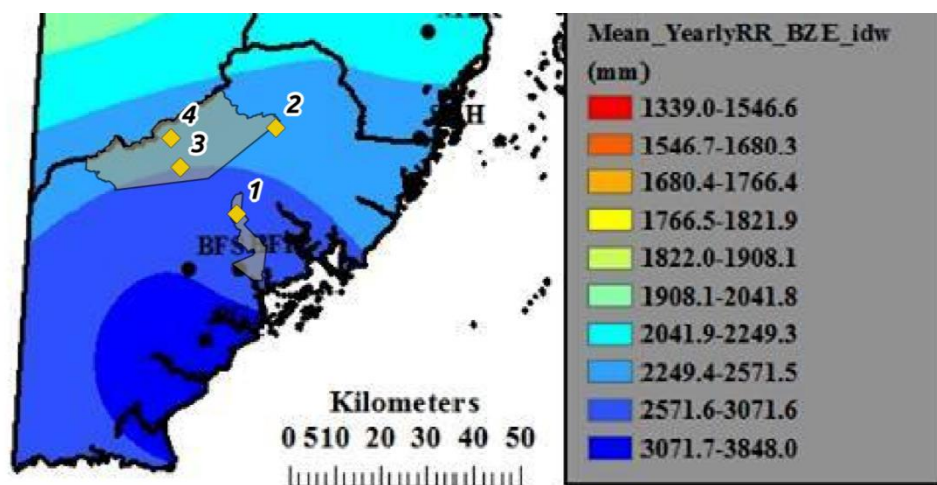 Mean_YearlyRR_BZE_idw
(mm)
1339.0-1546.6
1546.7-1680.3
1680.4-1766.4
1766.5-1821.9
1822.0-1908.1
1908.1-2041.8
2041.9-2249.3
2249.4-2571.5
2571.6-3071.6
3071.7-3848.0
2
4
3
1
BFS
Kilometers
0 510 20 30 40 50